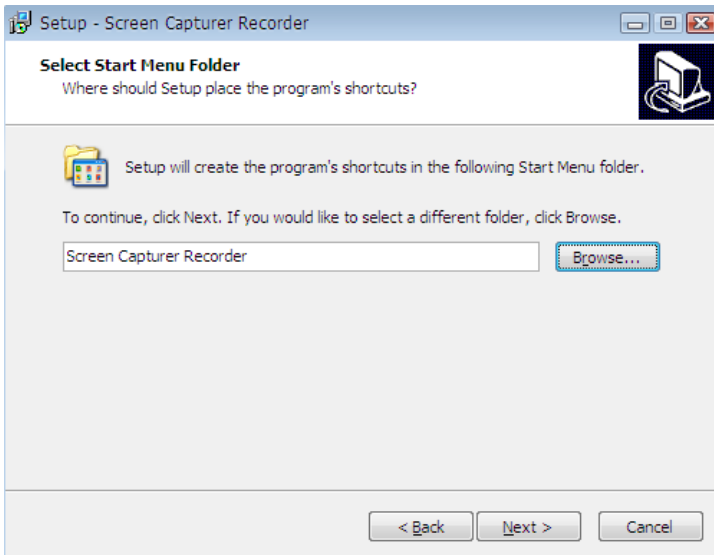 Setup - Screen Capturer Recorder
Select Start Menu Folder
Where should Setup place the program's shortcuts?
Setup will create the program's shortcuts in the following Start Menu folder.
To continue, click Next. If you would like to select a different folder, click Browse.
Screen Capturer Recorder Browse...
< Back Next > Cancel